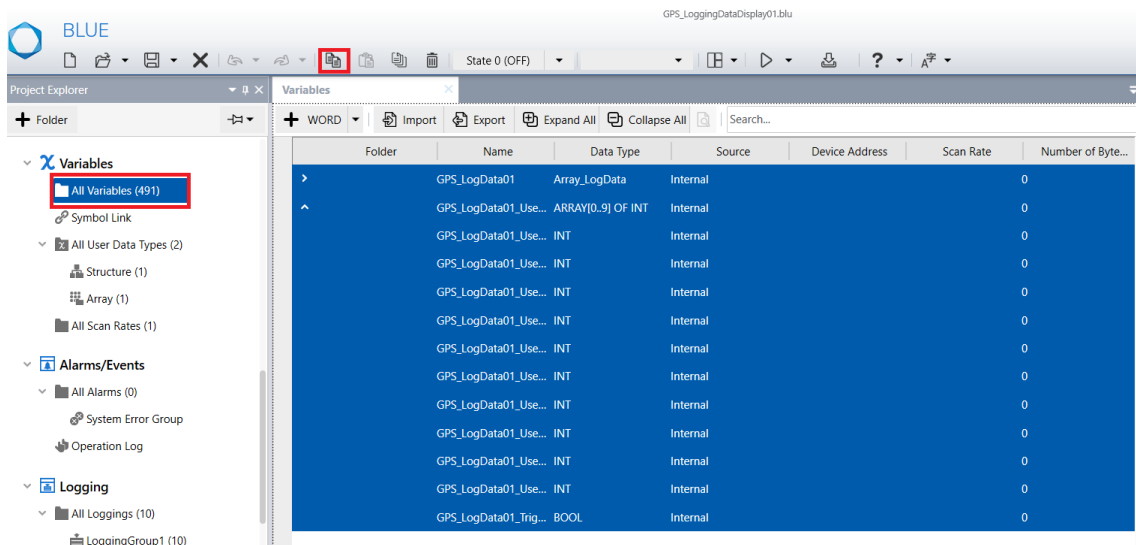 GPS_LoggingDataDisplay01.blu
BLUE
State 0 (OFF)
?
A字
Project Explorer
Variables
Folder
WORD Import Export Expand All Collapse All Search...
Folder Name Data Type Source Device Address Scan Rate Number of Byte...
Variables
All Variables (491)
Symbol Link
All User Data Types (2)
Structure (1)
Array (1)
All Scan Rates (1)
Alarms/Events
All Alarms (0)
System Error Group
Operation Log
Logging
All Loggings (10)
LoggingGroup1 (10)
GPS_LogData01 Array_LogData Internal 0
GPS_LogData01_Use... ARRAY[0..9] OF INT Internal 0
GPS_LogData01_Use... INT Internal 0
GPS_LogData01_Use... INT Internal 0
GPS_LogData01_Use... INT Internal 0
GPS_LogData01_Use... INT Internal 0
GPS_LogData01_Use... INT Internal 0
GPS_LogData01_Use... INT Internal 0
GPS_LogData01_Use... INT Internal 0
GPS_LogData01_Use... INT Internal 0
GPS_LogData01_Use... INT Internal 0
GPS_LogData01_Use... INT Internal 0
GPS_LogData01_Trig... BOOL Internal 0